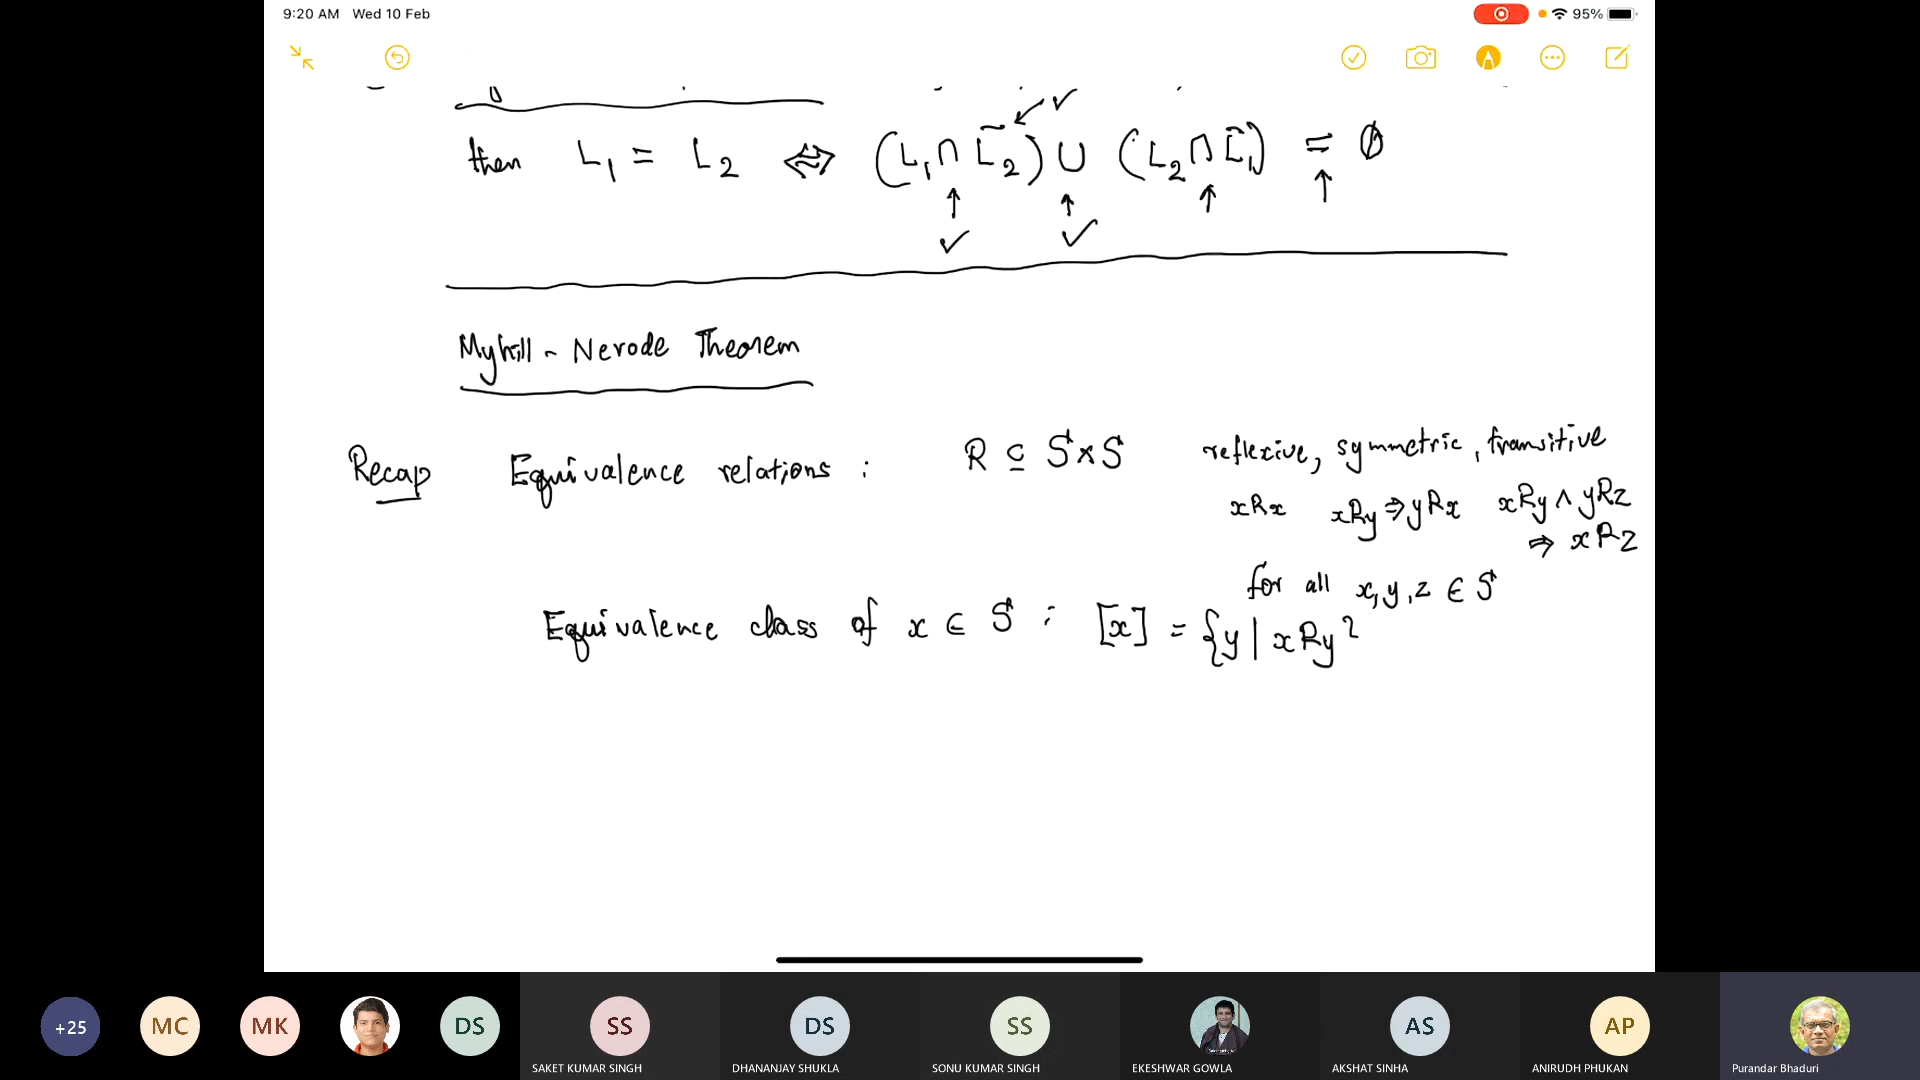 9:20 AM Wed 10 Feb 95%
then L₁ = L₂ ⇔ (L₁ ∩ L̄₂) ∪ (L₂ ∩ L̄₁) = ∅
Myhill - Nerode Theorem
Recap Equivalence relations : R ⊆ S×S reflexive, symmetric, transitive
xRx xRy ⇒ yRx xRy ∧ yRz
⇒ xRz
for all x, y, z ∈ S
Equivalence class of x ∈ S : [x] = {y | xRy}
+25 MC MK DS SS DS SS AS AP
SAKET KUMAR SINGH DHANANJAY SHUKLA SONU KUMAR SINGH EKESHWAR GOWLA AKSHAT SINHA ANIRUDH PHUKAN Purandar Bhaduri